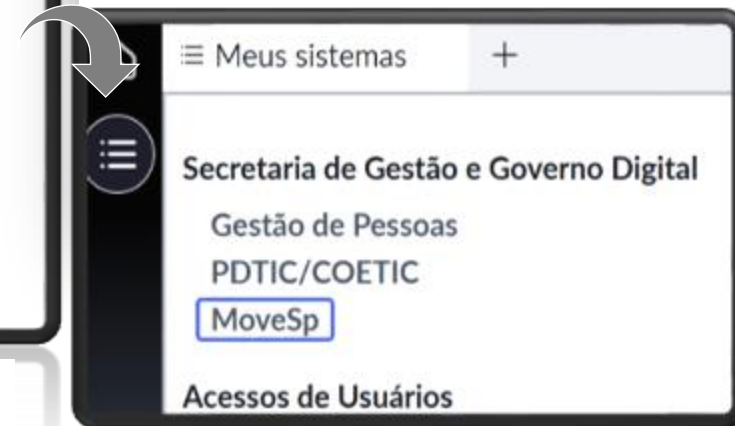 Meus sistemas
Secretaria de Gestão e Governo Digital
Gestão de Pessoas
PDTIC/COETIC
MoveSp
Acessos de Usuários